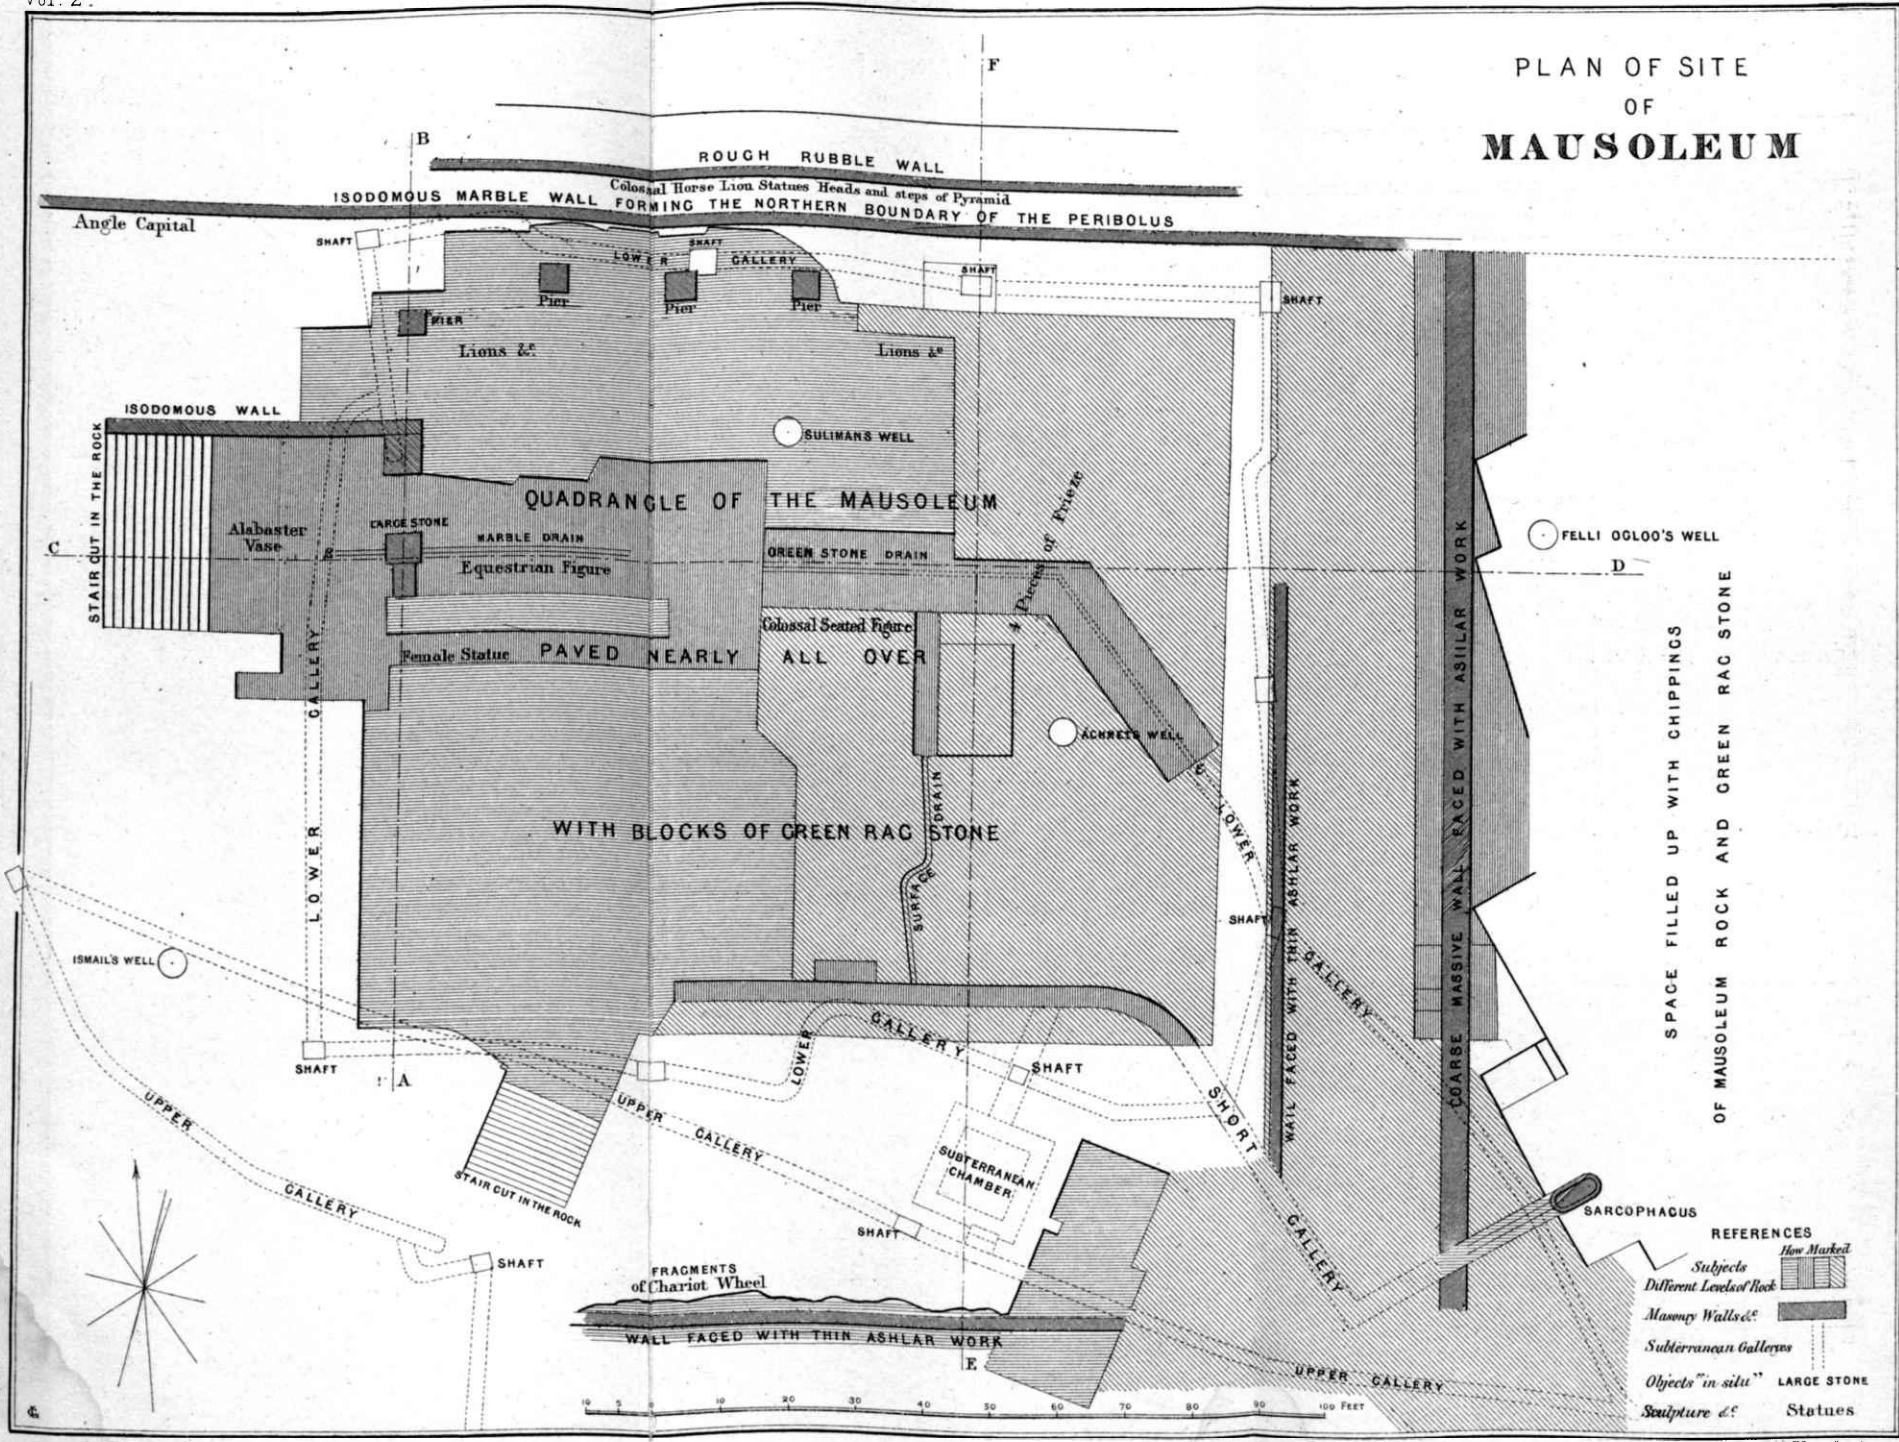 Vol. 2.
PLAN OF SITE
OF
MAUSOLEUM
F
B
ROUGH RUBBLE WALL
Colossal Horse Lion Statues Heads and steps of Pyramid
ISODOMOUS MARBLE WALL FORMING THE NORTHERN BOUNDARY OF THE PERIBOLUS
Angle Capital
SHAFT
SHAFT
LOWER GALLERY
SHAFT
SHAFT
Pier
Pier
Pier
PIER
Lions &c.
Lions &c
ISODOMOUS WALL
STAIR CUT IN THE ROCK
SULIMANS WELL
QUADRANGLE OF THE MAUSOLEUM
4 Pieces of Frieze
Alabaster
Vase
LARGE STONE
MARBLE DRAIN
GREEN STONE DRAIN
Equestrian Figure
C
D
FELLI OGLOO'S WELL
Colossal Seated Figure
Female Statue
PAVED NEARLY ALL OVER
ACHMETS WELL
WITH BLOCKS OF GREEN RAG STONE
SURFACE DRAIN
LOWER GALLERY
LOWER GALLERY
SHAFT
WALL FACED WITH THIN ASHLAR WORK
COARSE MASSIVE WALL FACED WITH ASHLAR WORK
SPACE FILLED UP WITH CHIPPINGS
OF MAUSOLEUM ROCK AND GREEN RAG STONE
ISMAIL'S WELL
SHAFT
A
LOWER GALLERY
SHAFT
SHORT GALLERY
UPPER GALLERY
UPPER GALLERY
STAIR CUT IN THE ROCK
SUBTERRANEAN
CHAMBER
SHAFT
SHAFT
SARCOPHAGUS
FRAGMENTS
of Chariot Wheel
WALL FACED WITH THIN ASHLAR WORK
E
UPPER GALLERY
REFERENCES
Subjects How Marked
Different Levels of Rock
Masonry Walls &c.
Subterranean Galleries
Objects "in situ" LARGE STONE
Sculpture &c. Statues
10 5 0 10 20 30 40 50 60 70 80 90 100 FEET